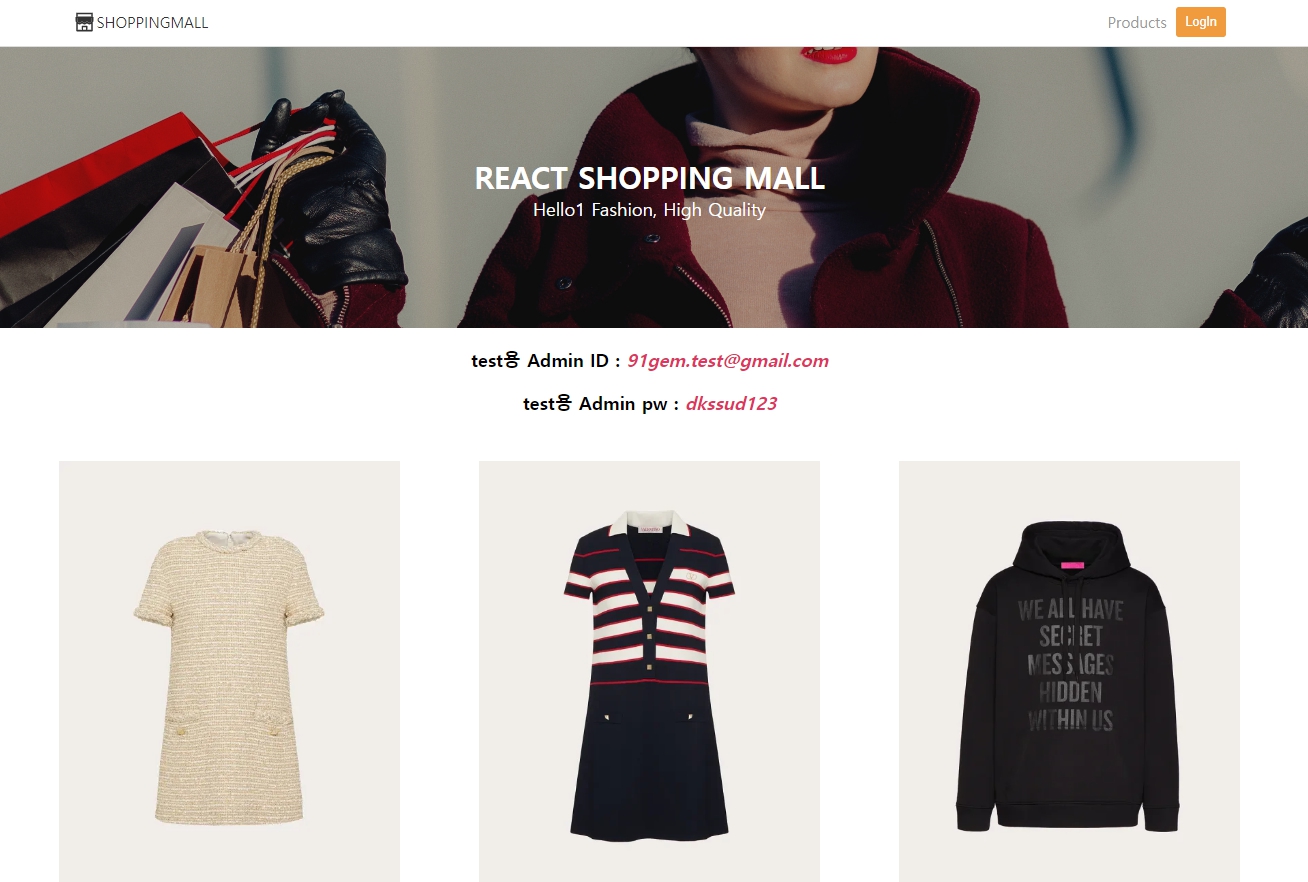 SHOPPINGMALL
Products
LogIn
REACT SHOPPING MALL
Hello1 Fashion, High Quality
test용 Admin ID : 91gem.test@gmail.com
test용 Admin pw : dkssud123
WE ALL HAVE
SECRET
MESSAGES
HIDDEN
WITHIN US